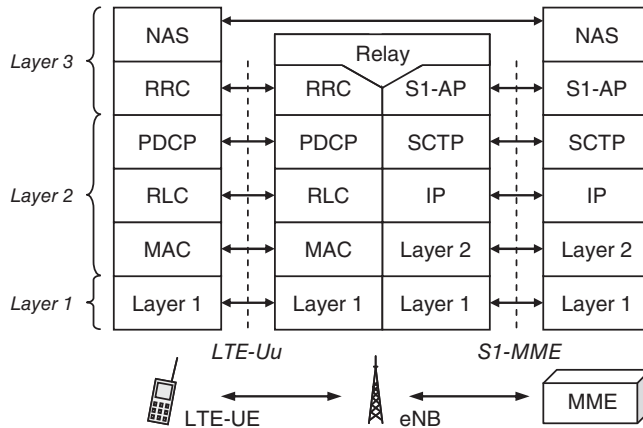 Layer 3
NAS
NAS
Relay
RRC
RRC
S1-AP
S1-AP
Layer 2
PDCP
PDCP
SCTP
SCTP
RLC
RLC
IP
IP
MAC
MAC
Layer 2
Layer 2
Layer 1
Layer 1
Layer 1
Layer 1
Layer 1
LTE-Uu
S1-MME
LTE-UE
eNB
MME